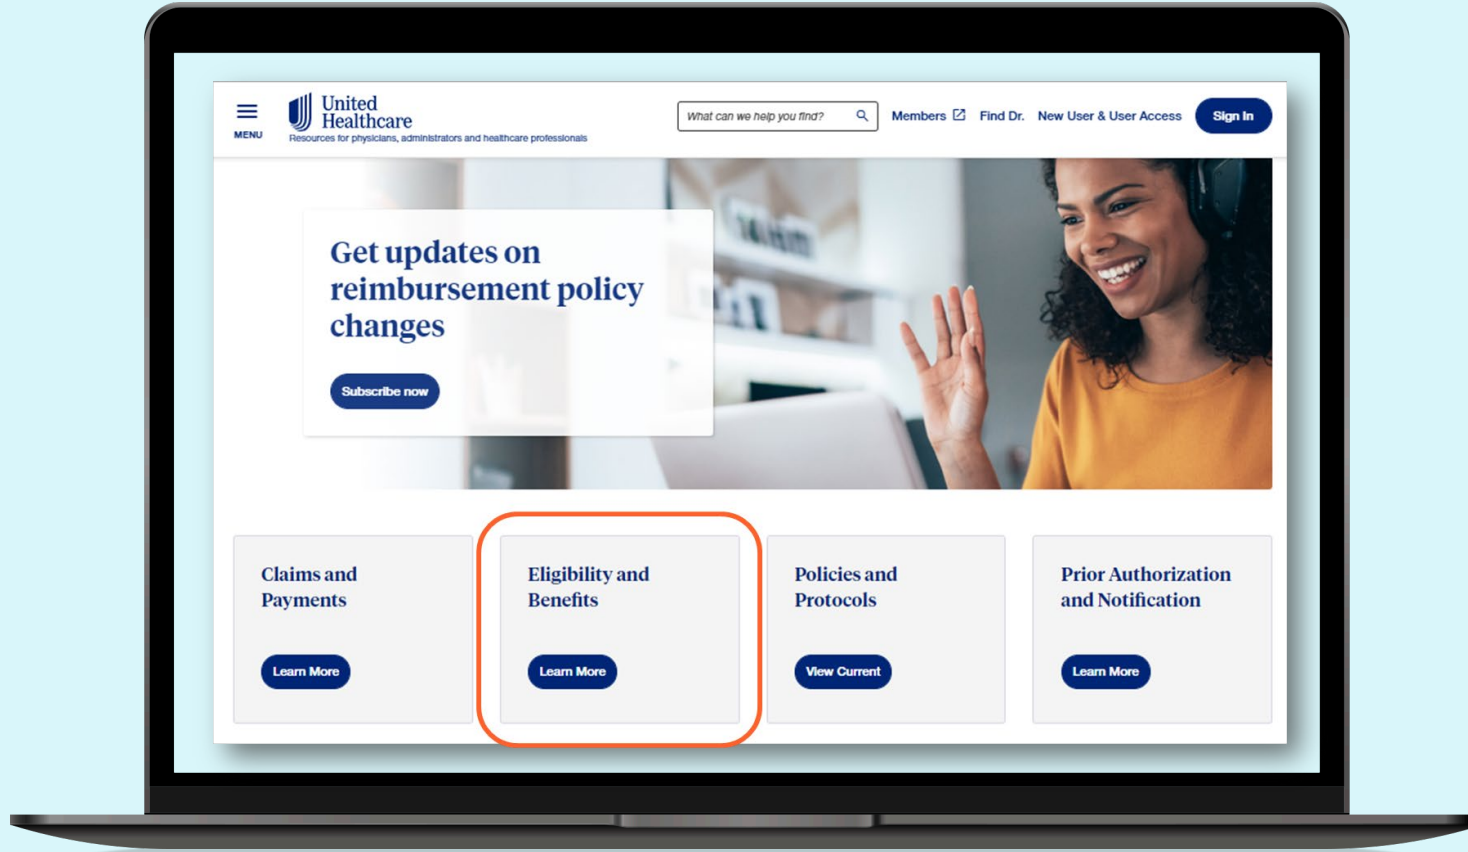 MENU
United
Healthcare
Resources for physicians, administrators and healthcare professionals
What can we help you find?
Members
Find Dr.
New User & User Access
Sign In
Get updates on
reimbursement policy
changes
Subscribe now
Claims and
Payments
Learn More
Eligibility and
Benefits
Learn More
Policies and
Protocols
View Current
Prior Authorization
and Notification
Learn More